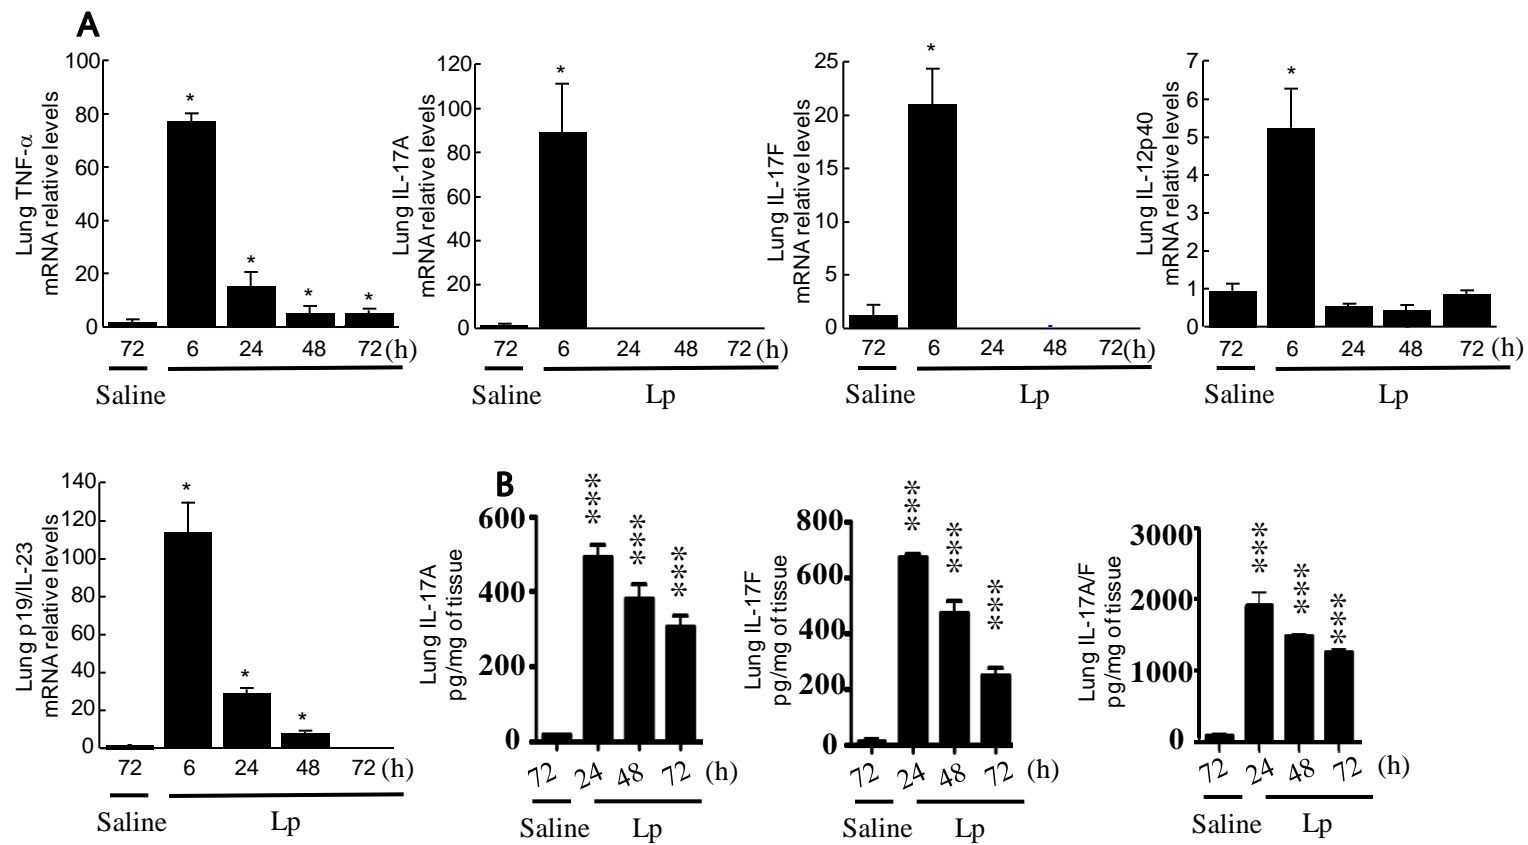 A
Lung TNF-α
mRNA relative levels
100
80
60
40
20
0
*
*
*
*
72 6 24 48 72 (h)
Saline
Lung IL-17A
mRNA relative levels
120
100
80
60
40
20
0
*
72 6 24 48 72 (h)
Saline Lp
Lung IL-17F
mRNA relative levels
25
20
15
10
5
0
*
72 6 24 48 72 (h)
Saline Lp
Lung IL-12p40
mRNA relative levels
7
6
5
4
3
2
1
0
*
72 6 24 48 72 (h)
Saline Lp
Lung p19/IL-23
mRNA relative levels
140
120
100
80
60
40
20
0
*
*
*
72 6 24 48 72 (h)
Saline Lp
B
Lung IL-17A
pg/mg of tissue
600
400
200
0
***
***
***
72 24 48 72 (h)
Saline Lp
Lung IL-17F
pg/mg of tissue
800
600
400
200
0
***
***
***
72 24 48 72 (h)
Saline Lp
Lung IL-17A/F
pg/mg of tissue
3000
2000
1000
0
***
***
***
72 24 48 72 (h)
Saline Lp